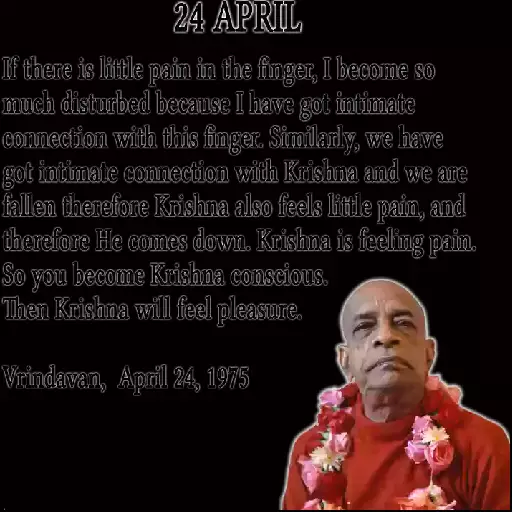 24 APRIL
If there is little pain in the finger, I become so
much disturbed because I have got intimate
connection with this finger. Similarly, we have
got intimate connection with Krishna and we are
fallen therefore Krishna also feels little pain, and
therefore He comes down. Krishna is feeling pain.
So you become Krishna conscious.
Then Krishna will feel pleasure.
Vrindavan, April 24, 1975